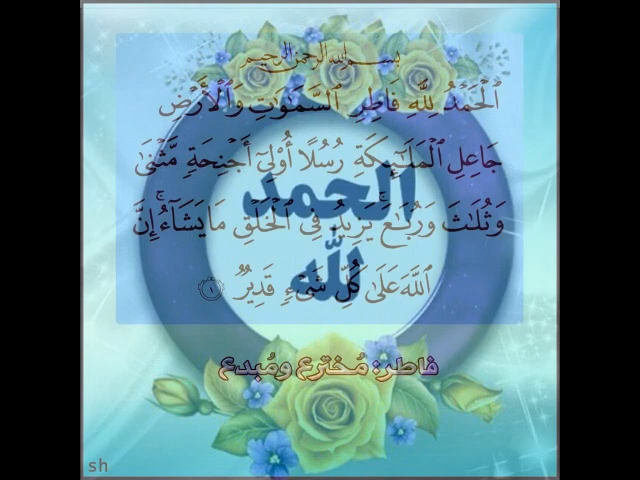 بسم الله الرحمن الرحيم
ٱلْحَمْدُ لِلَّهِ فَاطِرِ ٱلسَّمَٰوَٰتِ وَٱلْأَرْضِ
جَاعِلِ ٱلْمَلَٰٓئِكَةِ رُسُلًا أُو۟لِىٓ أَجْنِحَةٍ مَّثْنَىٰ
وَثُلَٰثَ وَرُبَٰعَ ۚ يَزِيدُ فِى ٱلْخَلْقِ مَا يَشَآءُ ۚ إِنَّ
ٱللَّهَ عَلَىٰ كُلِّ شَىْءٍ قَدِيرٌ ١
الحمد
لله
فاطر: مُخترع ومُبدع
sh